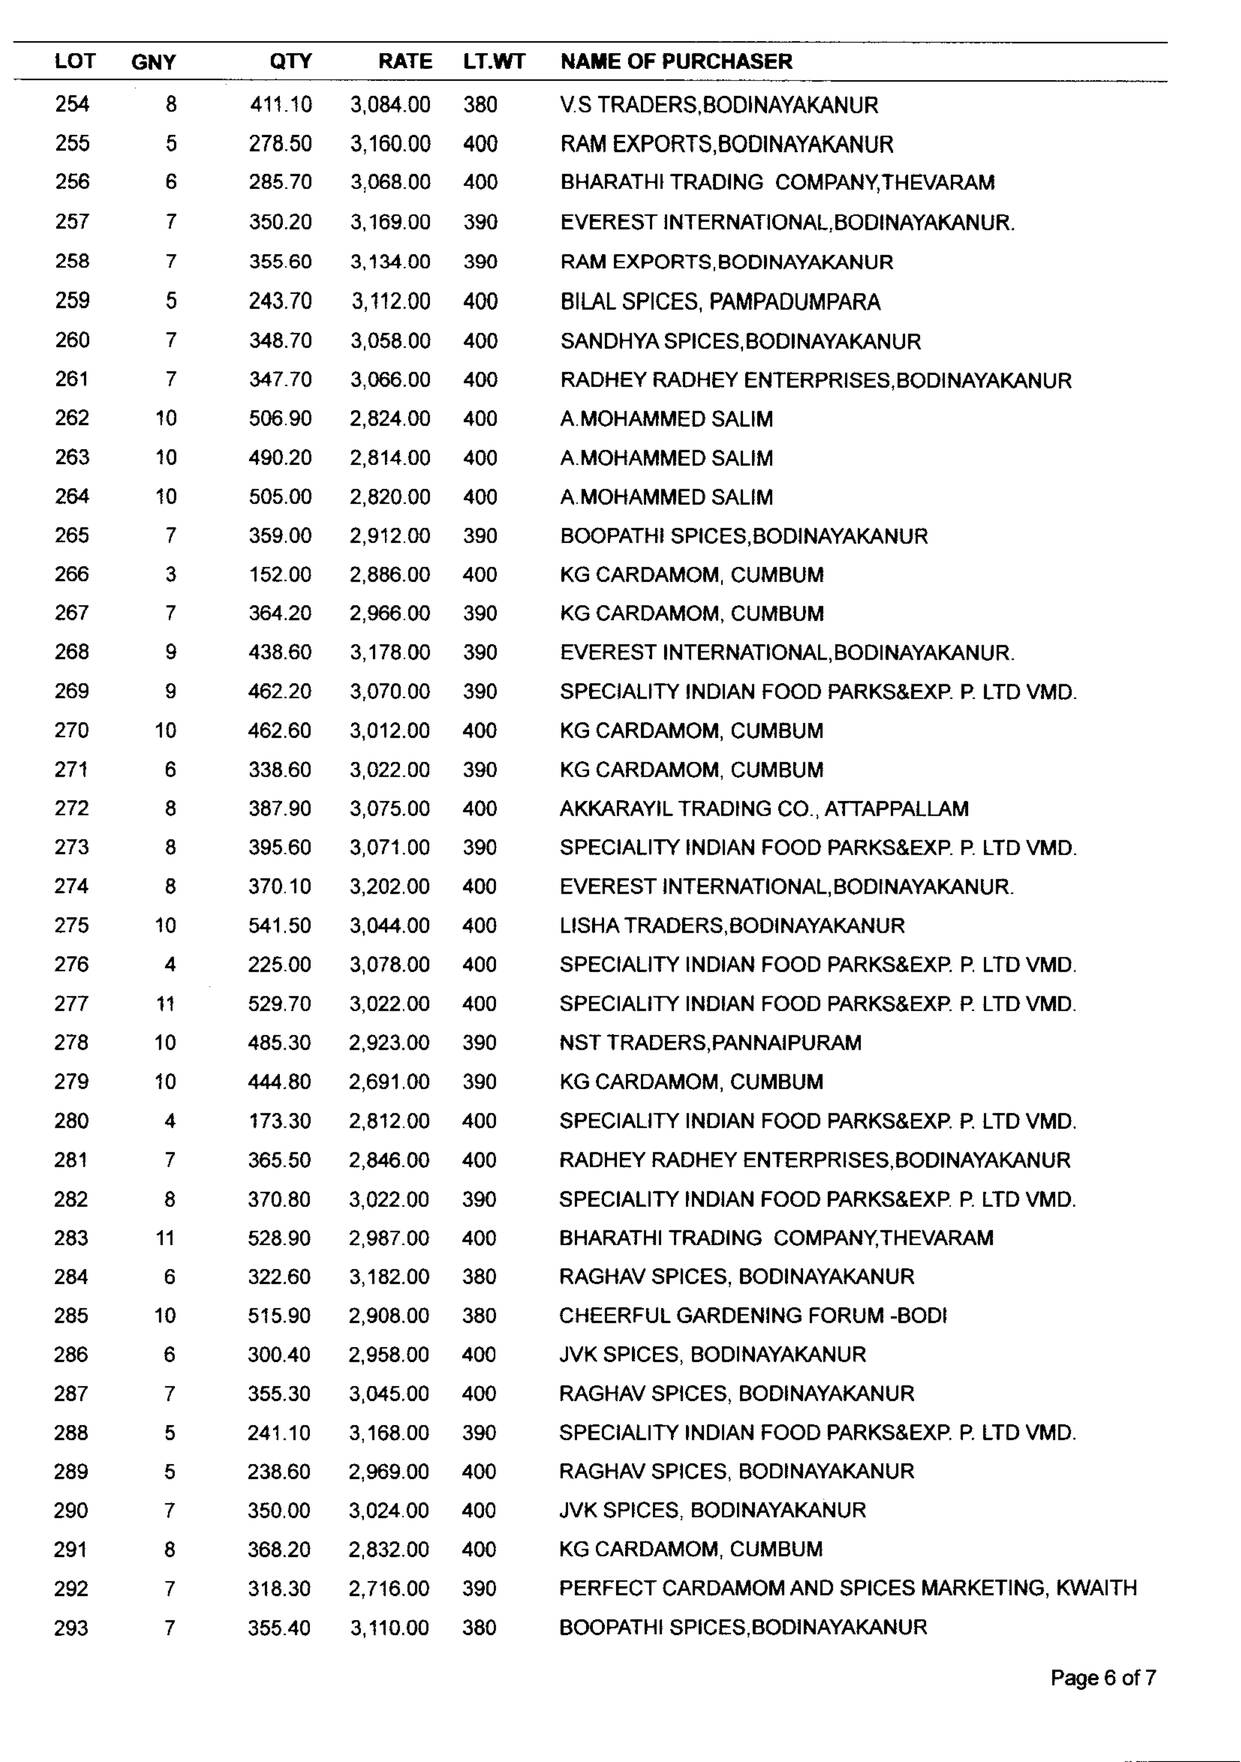 LOT GNY QTY RATE LT.WT NAME OF PURCHASER
254 8 411.10 3,084.00 380 V.S TRADERS,BODINAYAKANUR
255 5 278.50 3,160.00 400 RAM EXPORTS,BODINAYAKANUR
256 6 285.70 3,068.00 400 BHARATHI TRADING COMPANY,THEVARAM
257 7 350.20 3,169.00 390 EVEREST INTERNATIONAL,BODINAYAKANUR.
258 7 355.60 3,134.00 390 RAM EXPORTS,BODINAYAKANUR
259 5 243.70 3,112.00 400 BILAL SPICES, PAMPADUMPARA
260 7 348.70 3,058.00 400 SANDHYA SPICES,BODINAYAKANUR
261 7 347.70 3,066.00 400 RADHEY RADHEY ENTERPRISES,BODINAYAKANUR
262 10 506.90 2,824.00 400 A.MOHAMMED SALIM
263 10 490.20 2,814.00 400 A.MOHAMMED SALIM
264 10 505.00 2,820.00 400 A.MOHAMMED SALIM
265 7 359.00 2,912.00 390 BOOPATHI SPICES,BODINAYAKANUR
266 3 152.00 2,886.00 400 KG CARDAMOM, CUMBUM
267 7 364.20 2,966.00 390 KG CARDAMOM, CUMBUM
268 9 438.60 3,178.00 390 EVEREST INTERNATIONAL,BODINAYAKANUR.
269 9 462.20 3,070.00 390 SPECIALITY INDIAN FOOD PARKS&EXP. P. LTD VMD.
270 10 462.60 3,012.00 400 KG CARDAMOM, CUMBUM
271 6 338.60 3,022.00 390 KG CARDAMOM, CUMBUM
272 8 387.90 3,075.00 400 AKKARAYIL TRADING CO., ATTAPPALLAM
273 8 395.60 3,071.00 390 SPECIALITY INDIAN FOOD PARKS&EXP. P. LTD VMD.
274 8 370.10 3,202.00 400 EVEREST INTERNATIONAL,BODINAYAKANUR.
275 10 541.50 3,044.00 400 LISHA TRADERS,BODINAYAKANUR
276 4 225.00 3,078.00 400 SPECIALITY INDIAN FOOD PARKS&EXP. P. LTD VMD.
277 11 529.70 3,022.00 400 SPECIALITY INDIAN FOOD PARKS&EXP. P. LTD VMD.
278 10 485.30 2,923.00 390 NST TRADERS,PANNAIPURAM
279 10 444.80 2,691.00 390 KG CARDAMOM, CUMBUM
280 4 173.30 2,812.00 400 SPECIALITY INDIAN FOOD PARKS&EXP. P. LTD VMD.
281 7 365.50 2,846.00 400 RADHEY RADHEY ENTERPRISES,BODINAYAKANUR
282 8 370.80 3,022.00 390 SPECIALITY INDIAN FOOD PARKS&EXP. P. LTD VMD.
283 11 528.90 2,987.00 400 BHARATHI TRADING COMPANY,THEVARAM
284 6 322.60 3,182.00 380 RAGHAV SPICES, BODINAYAKANUR
285 10 515.90 2,908.00 380 CHEERFUL GARDENING FORUM -BODI
286 6 300.40 2,958.00 400 JVK SPICES, BODINAYAKANUR
287 7 355.30 3,045.00 400 RAGHAV SPICES, BODINAYAKANUR
288 5 241.10 3,168.00 390 SPECIALITY INDIAN FOOD PARKS&EXP. P. LTD VMD.
289 5 238.60 2,969.00 400 RAGHAV SPICES, BODINAYAKANUR
290 7 350.00 3,024.00 400 JVK SPICES, BODINAYAKANUR
291 8 368.20 2,832.00 400 KG CARDAMOM, CUMBUM
292 7 318.30 2,716.00 390 PERFECT CARDAMOM AND SPICES MARKETING, KWAITH
293 7 355.40 3,110.00 380 BOOPATHI SPICES,BODINAYAKANUR
Page 6 of 7